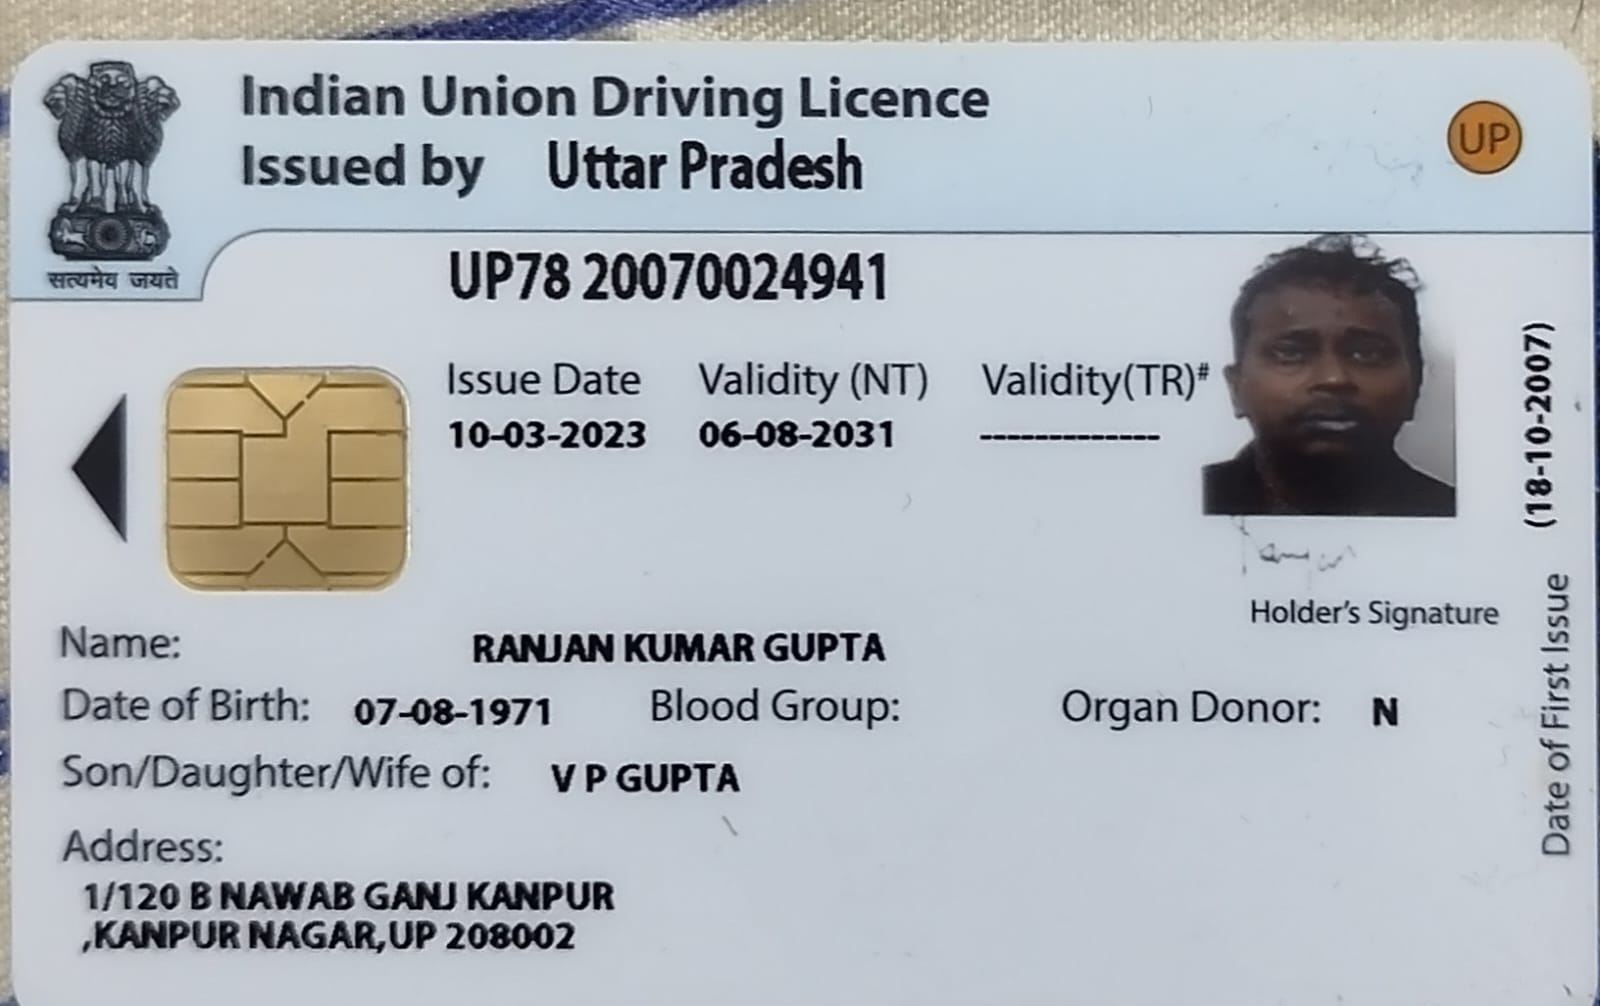 Indian Union Driving Licence
Issued by Uttar Pradesh
UP
सत्यमेव जयते
UP78 20070024941
Issue Date Validity (NT) Validity(TR)#
10-03-2023 06-08-2031 -------------
Holder's Signature
Name: RANJAN KUMAR GUPTA
Date of Birth: 07-08-1971 Blood Group: Organ Donor: N
Son/Daughter/Wife of: V P GUPTA
Address:
1/120 B NAWAB GANJ KANPUR
,KANPUR NAGAR,UP 208002
Date of First Issue (18-10-2007)